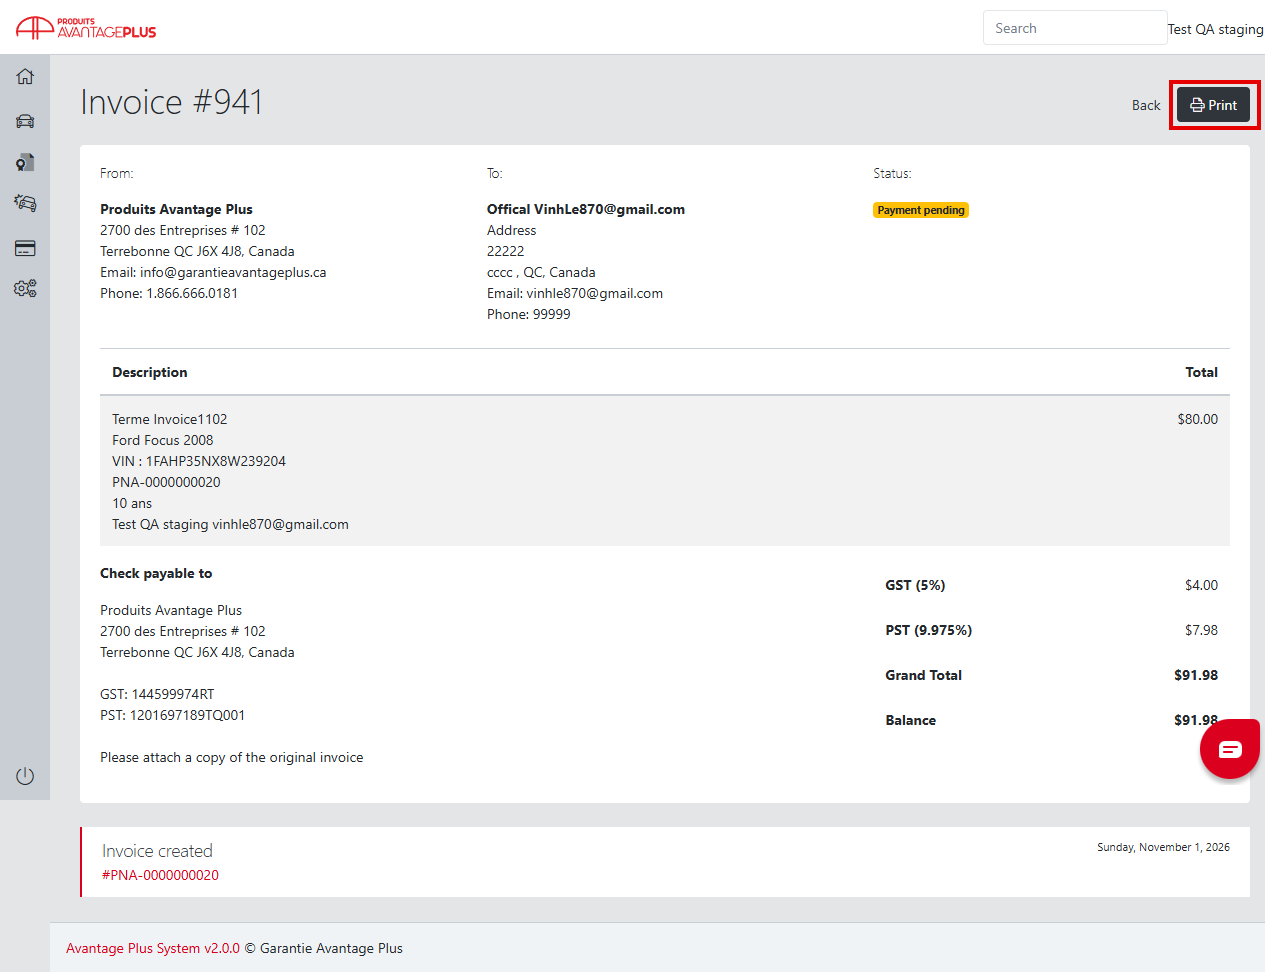 PRODUITS
AVANTAGEPLUS
Search
Test QA staging
Invoice #941
Back
Print
From:
Produits Avantage Plus
2700 des Entreprises # 102
Terrebonne QC J6X 4J8, Canada
Email: info@garantieavantageplus.ca
Phone: 1.866.666.0181
To:
Offical VinhLe870@gmail.com
Address
22222
cccc , QC, Canada
Email: vinhle870@gmail.com
Phone: 99999
Status:
Payment pending
Description Total
Terme Invoice1102 $80.00
Ford Focus 2008
VIN : 1FAHP35NX8W239204
PNA-0000000020
10 ans
Test QA staging vinhle870@gmail.com
Check payable to
Produits Avantage Plus
2700 des Entreprises # 102
Terrebonne QC J6X 4J8, Canada
GST: 144599974RT
PST: 1201697189TQ001
Please attach a copy of the original invoice
GST (5%) $4.00
PST (9.975%) $7.98
Grand Total $91.98
Balance $91.98
Invoice created
#PNA-0000000020
Sunday, November 1, 2026
Avantage Plus System v2.0.0 © Garantie Avantage Plus